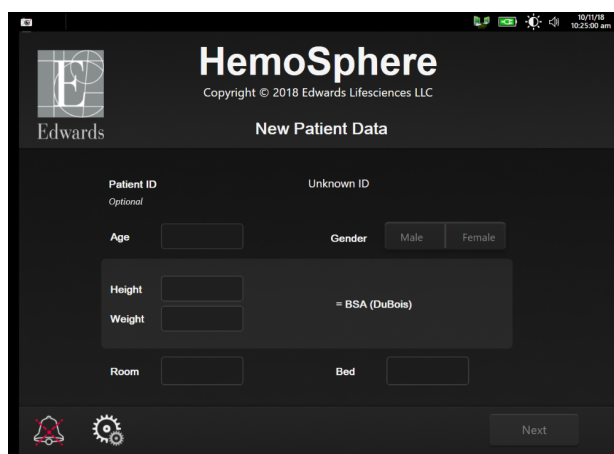 10/11/18
10:25:00 am
E
Edwards
HemoSphere
Copyright © 2018 Edwards Lifesciences LLC
New Patient Data
Patient ID
Optional
Unknown ID
Age
Gender Male Female
Height
Weight
= BSA (DuBois)
Room
Bed
Next